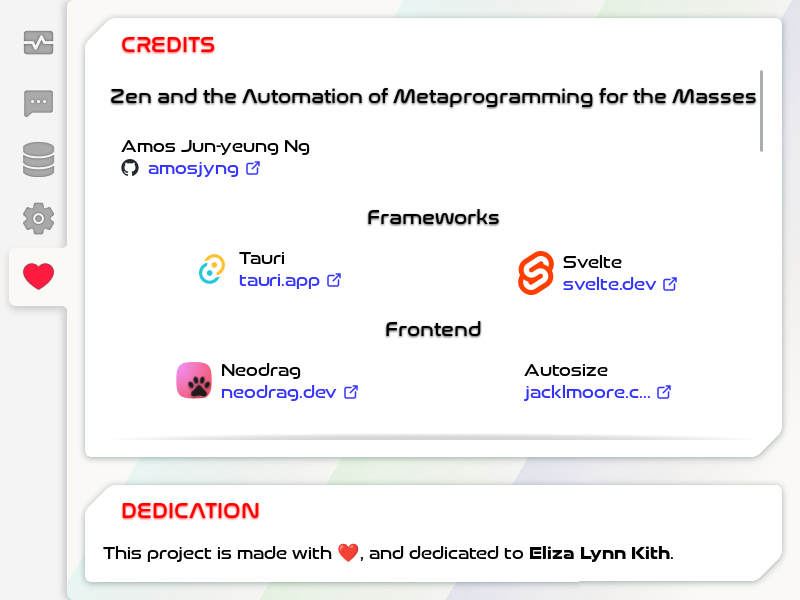 CREDITS
Zen and the Automation of Metaprogramming for the Masses
Amos Jun-yeung Ng
amosjyng
Frameworks
Tauri
tauri.app
Svelte
svelte.dev
Frontend
Neodrag
neodrag.dev
Autosize
jacklmoore.c...
DEDICATION
This project is made with ❤️, and dedicated to Eliza Lynn Kith.